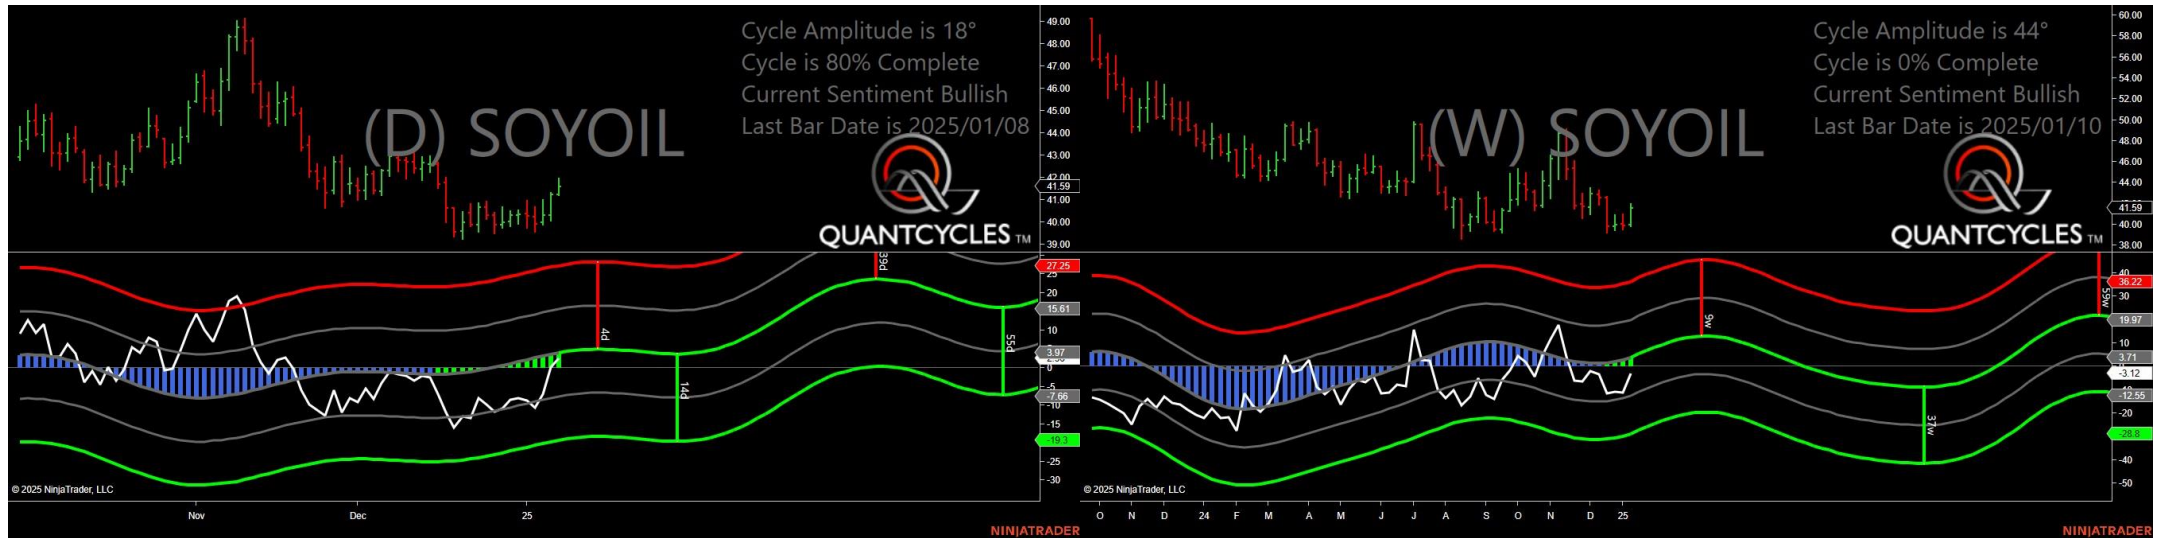 Cycle Amplitude is 18°
Cycle is 80% Complete
Current Sentiment Bullish
Last Bar Date is 2025/01/08
(D) SOYOIL
QUANTCYCLES TM
49.00
48.00
47.00
46.00
45.00
44.00
43.00
42.00
41.59
41.00
40.00
39.00
27.25
25
20
15.61
10
3.97
0
-5
-7.66
-10
-15
-19.3
-25
-30
4d
14d
39d
55d
© 2025 NinjaTrader, LLC
Nov
Dec
25
NINJATRADER
Cycle Amplitude is 44°
Cycle is 0% Complete
Current Sentiment Bullish
Last Bar Date is 2025/01/10
(W) SOYOIL
QUANTCYCLES TM
60.00
58.00
56.00
54.00
52.00
50.00
48.00
46.00
44.00
42.00
41.59
40.00
38.00
40
36.22
30
19.97
10
3.71
-3.12
-12.55
-20
-28.8
-40
-50
9w
37w
59w
© 2025 NinjaTrader, LLC
O N D 24 F M A M J J A S O N D 25
NINJATRADER